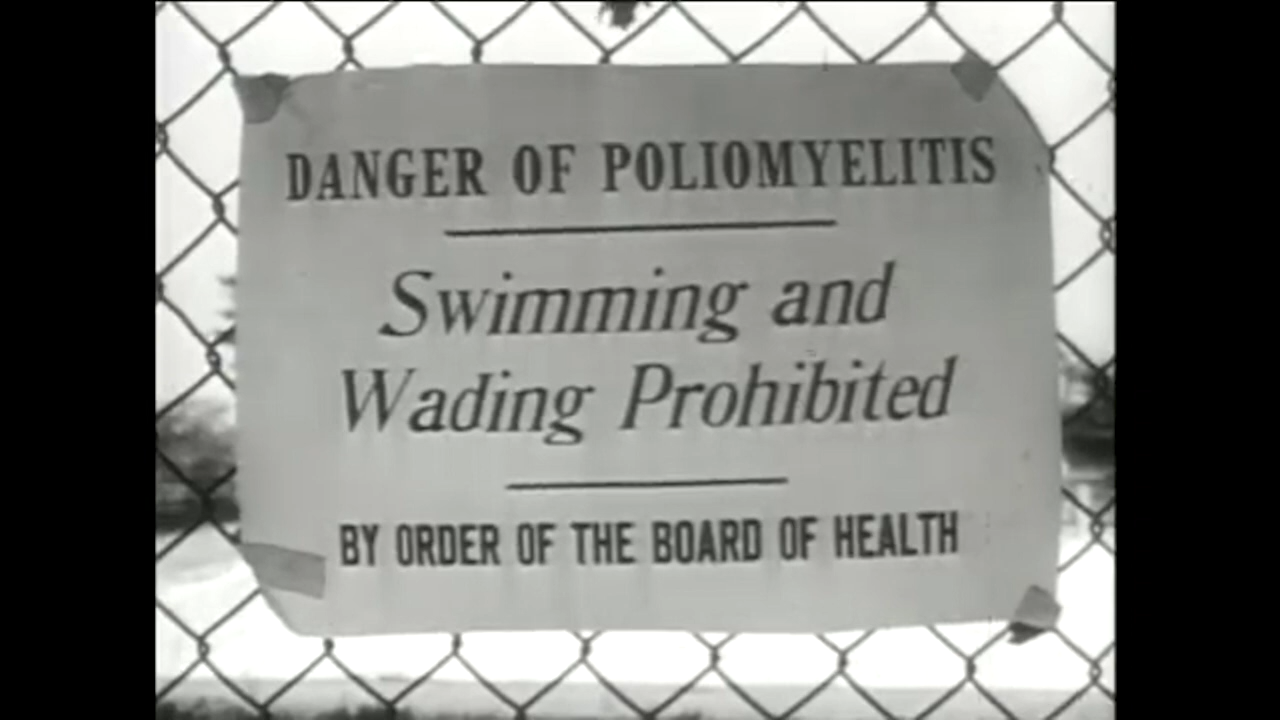 DANGER OF POLIOMYELITIS
Swimming and
Wading Prohibited
BY ORDER OF THE BOARD OF HEALTH